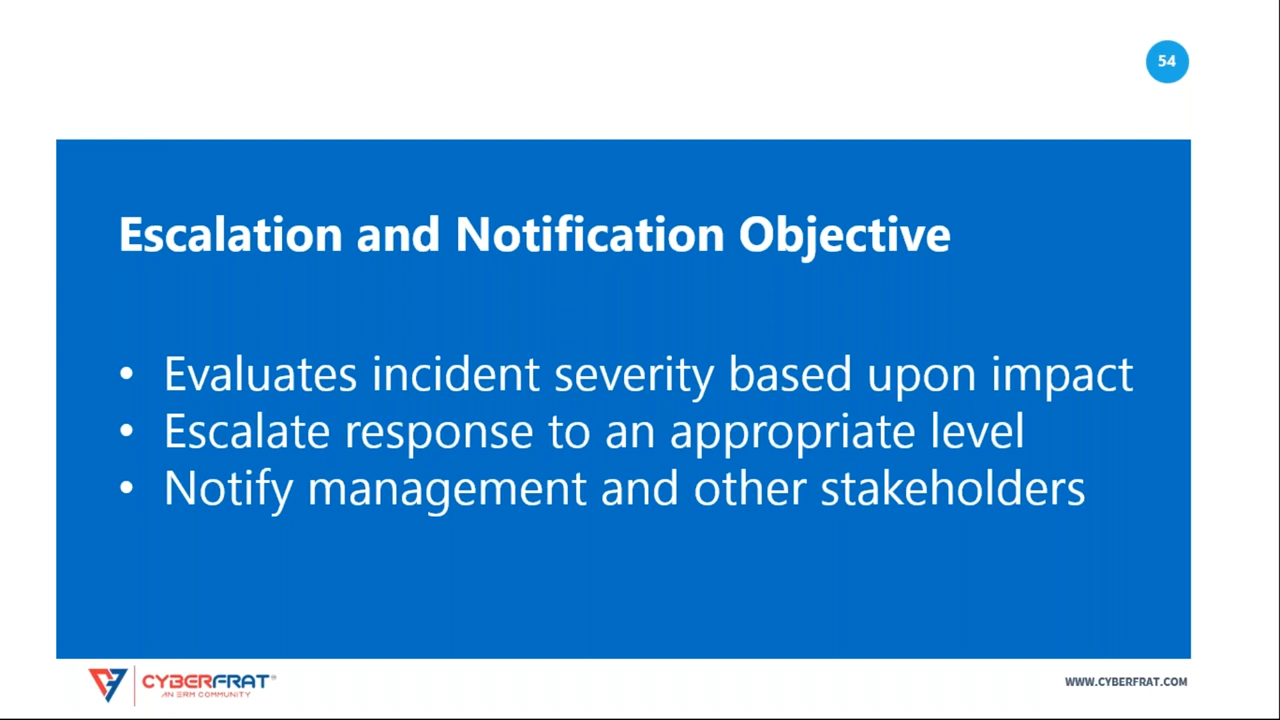 54
Escalation and Notification Objective
• Evaluates incident severity based upon impact
• Escalate response to an appropriate level
• Notify management and other stakeholders
CYBERFRAT®
AN ERM COMMUNITY
WWW.CYBERFRAT.COM